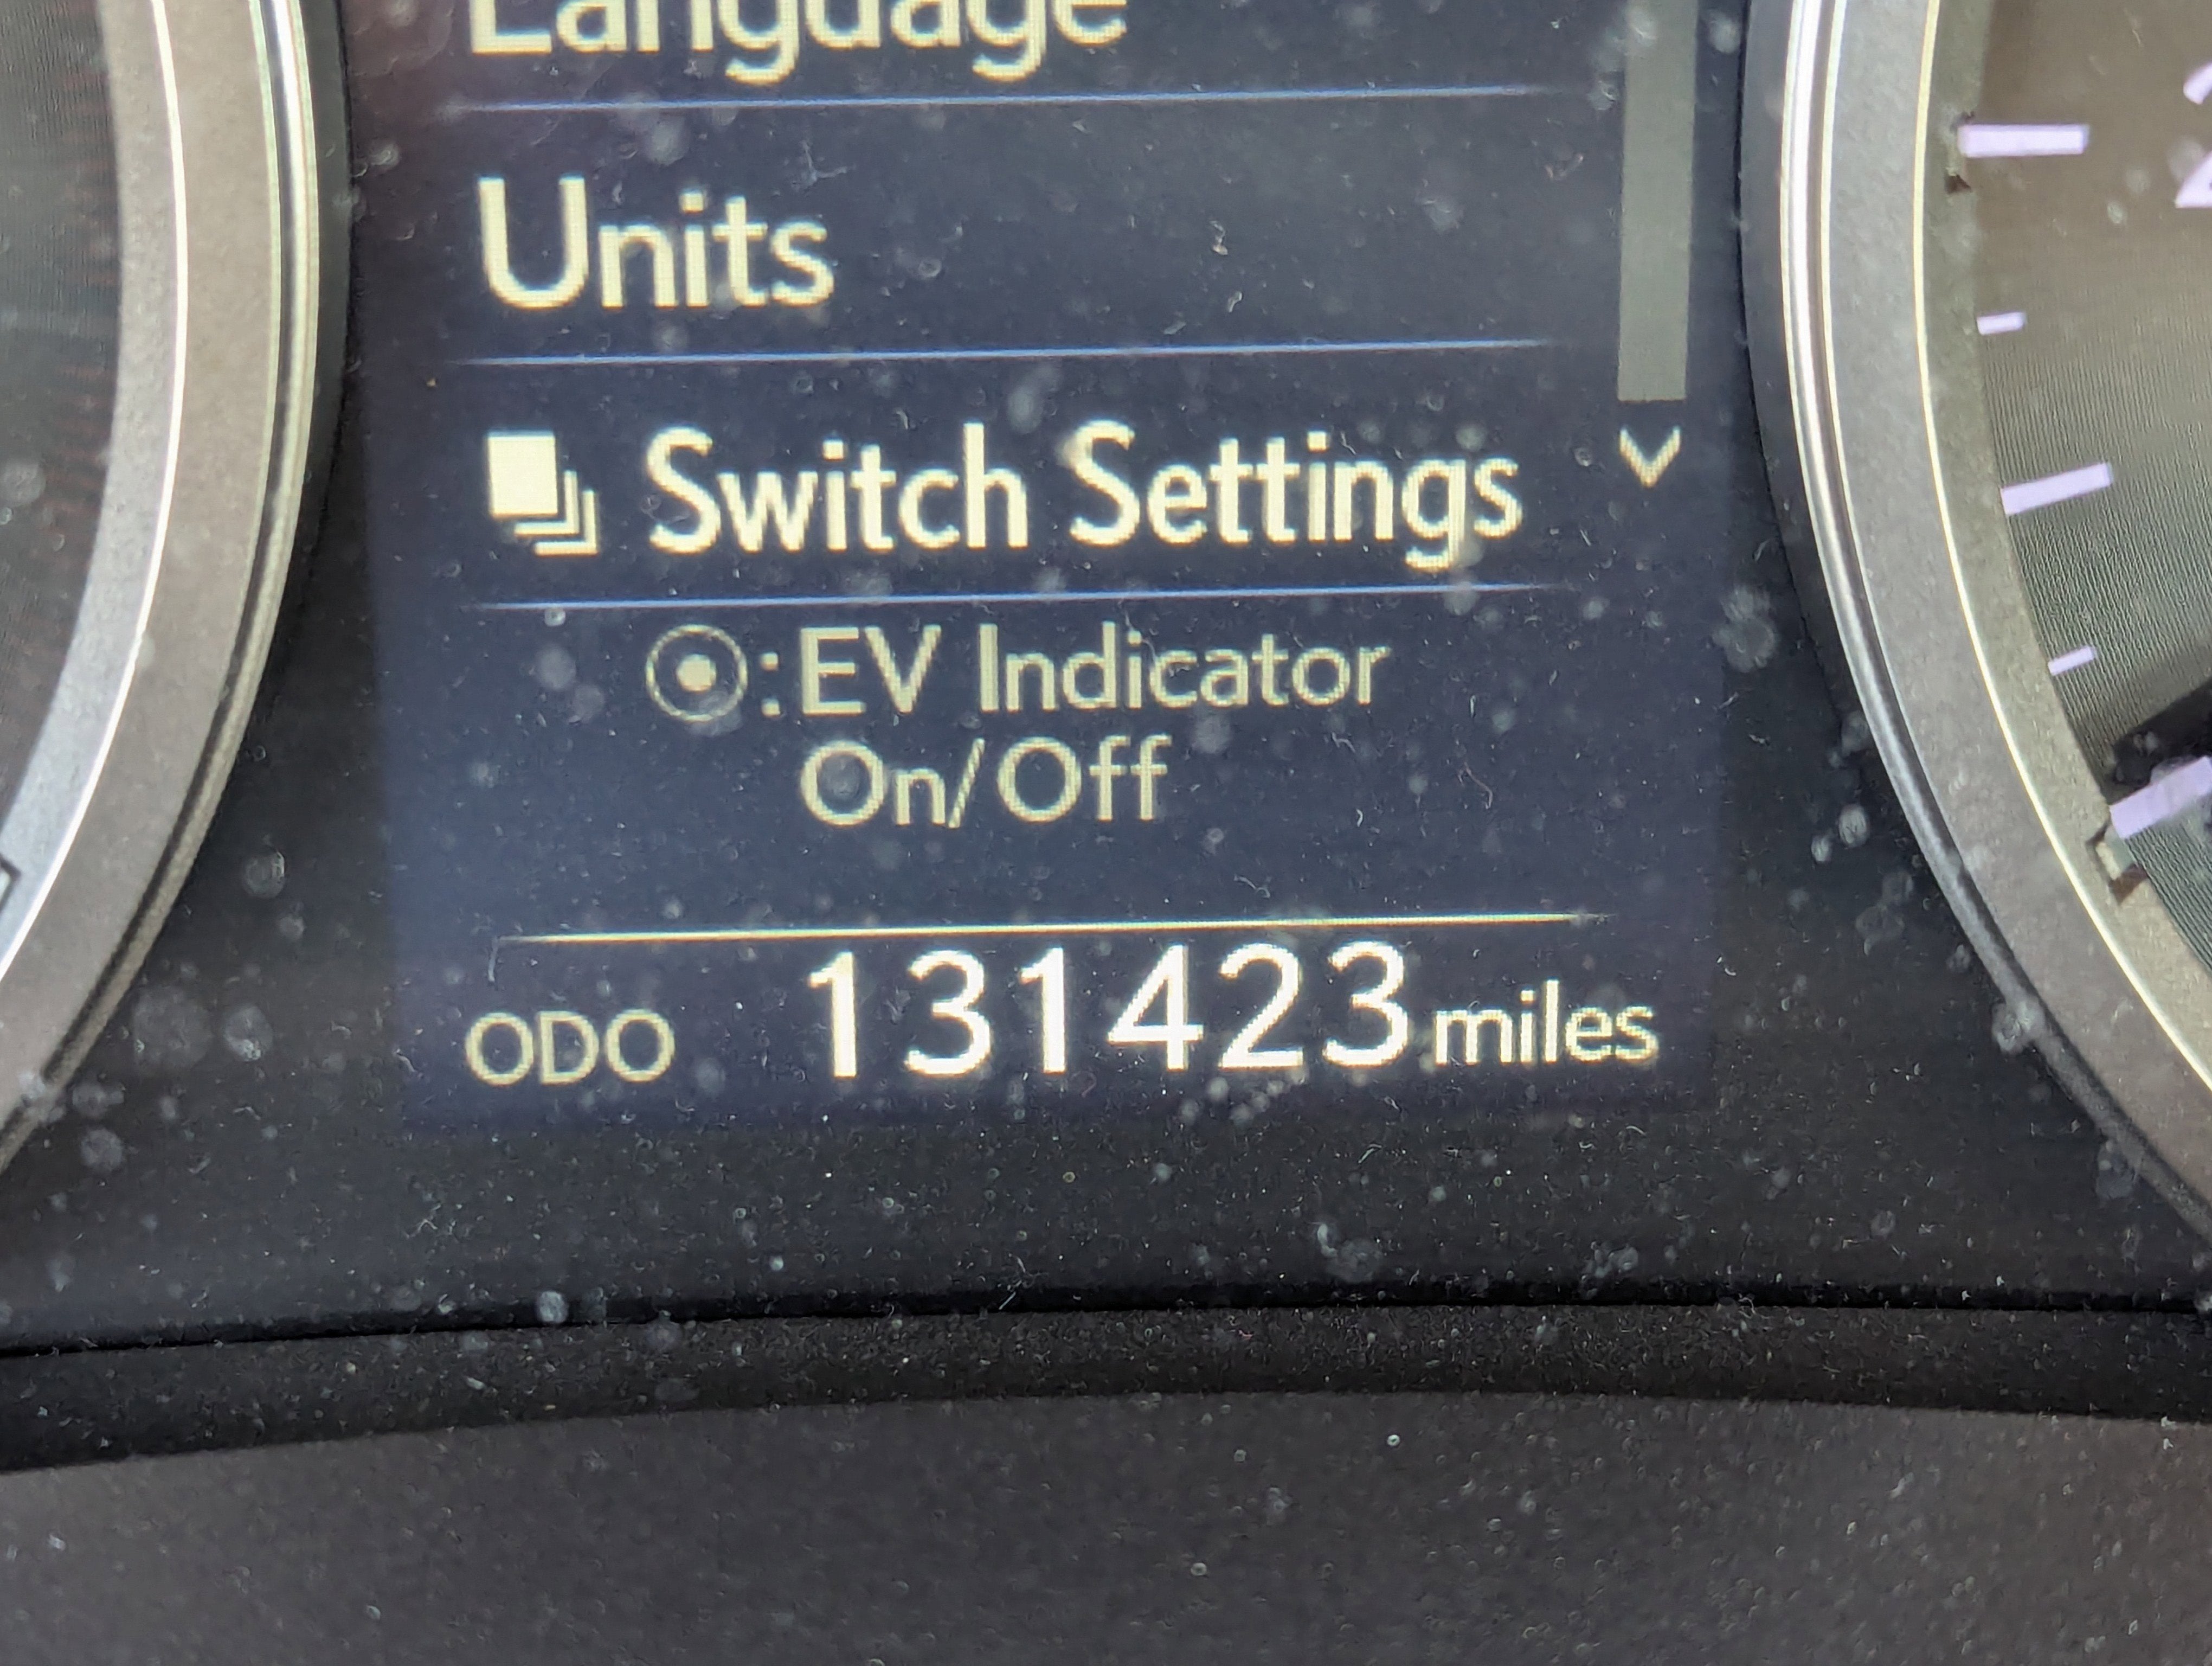 Language
Units
Switch Settings
: EV Indicator
On/Off
ODO 131423 miles